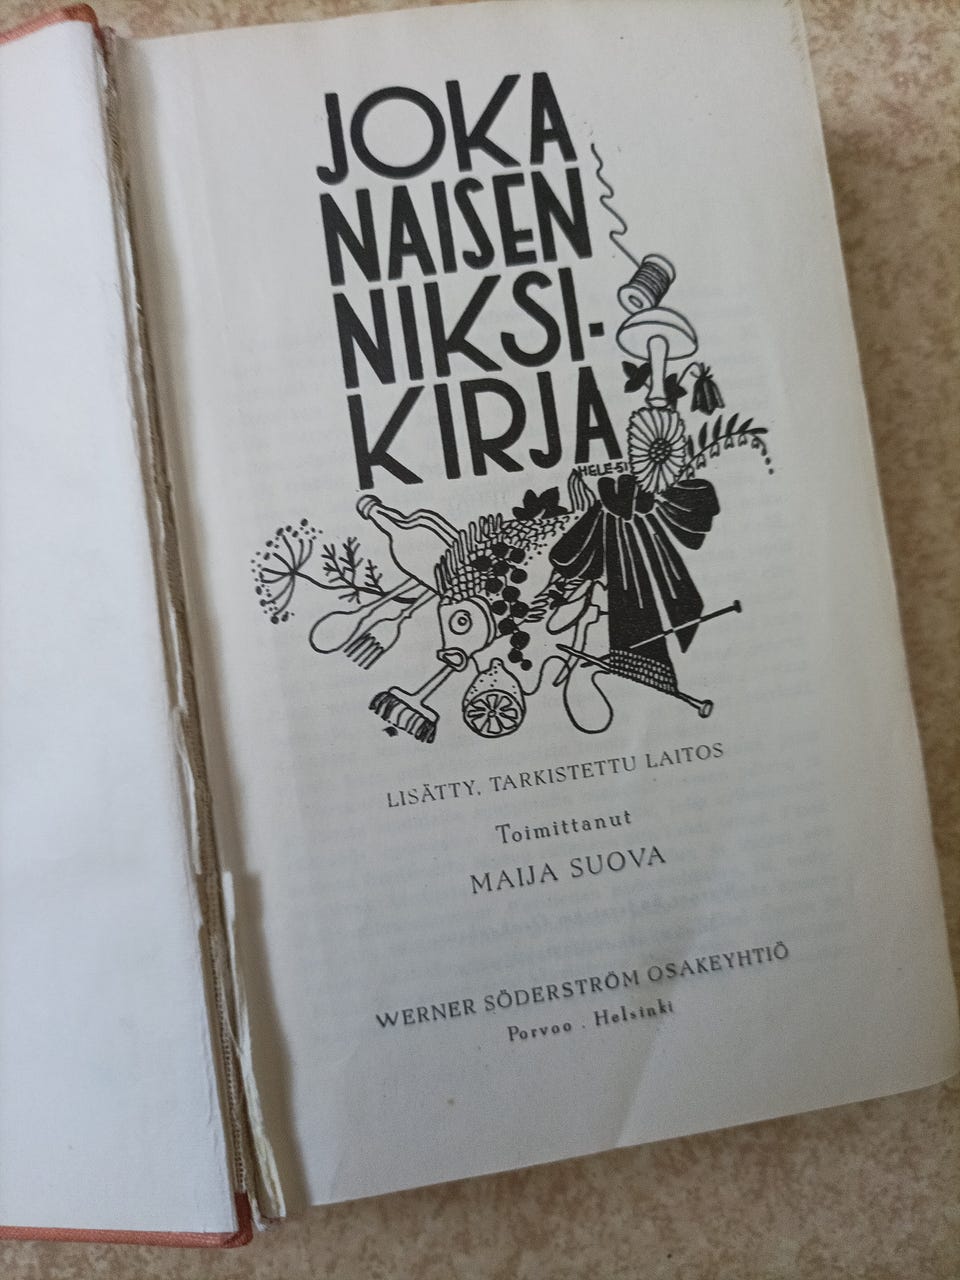 JOKA
NAISEN
NIKSI-
KIRJA
HELE-51
LISÄTTY, TARKISTETTU LAITOS
Toimittanut
MAIJA SUOVA
WERNER SÖDERSTRÖM OSAKEYHTIÖ
Porvoo . Helsinki